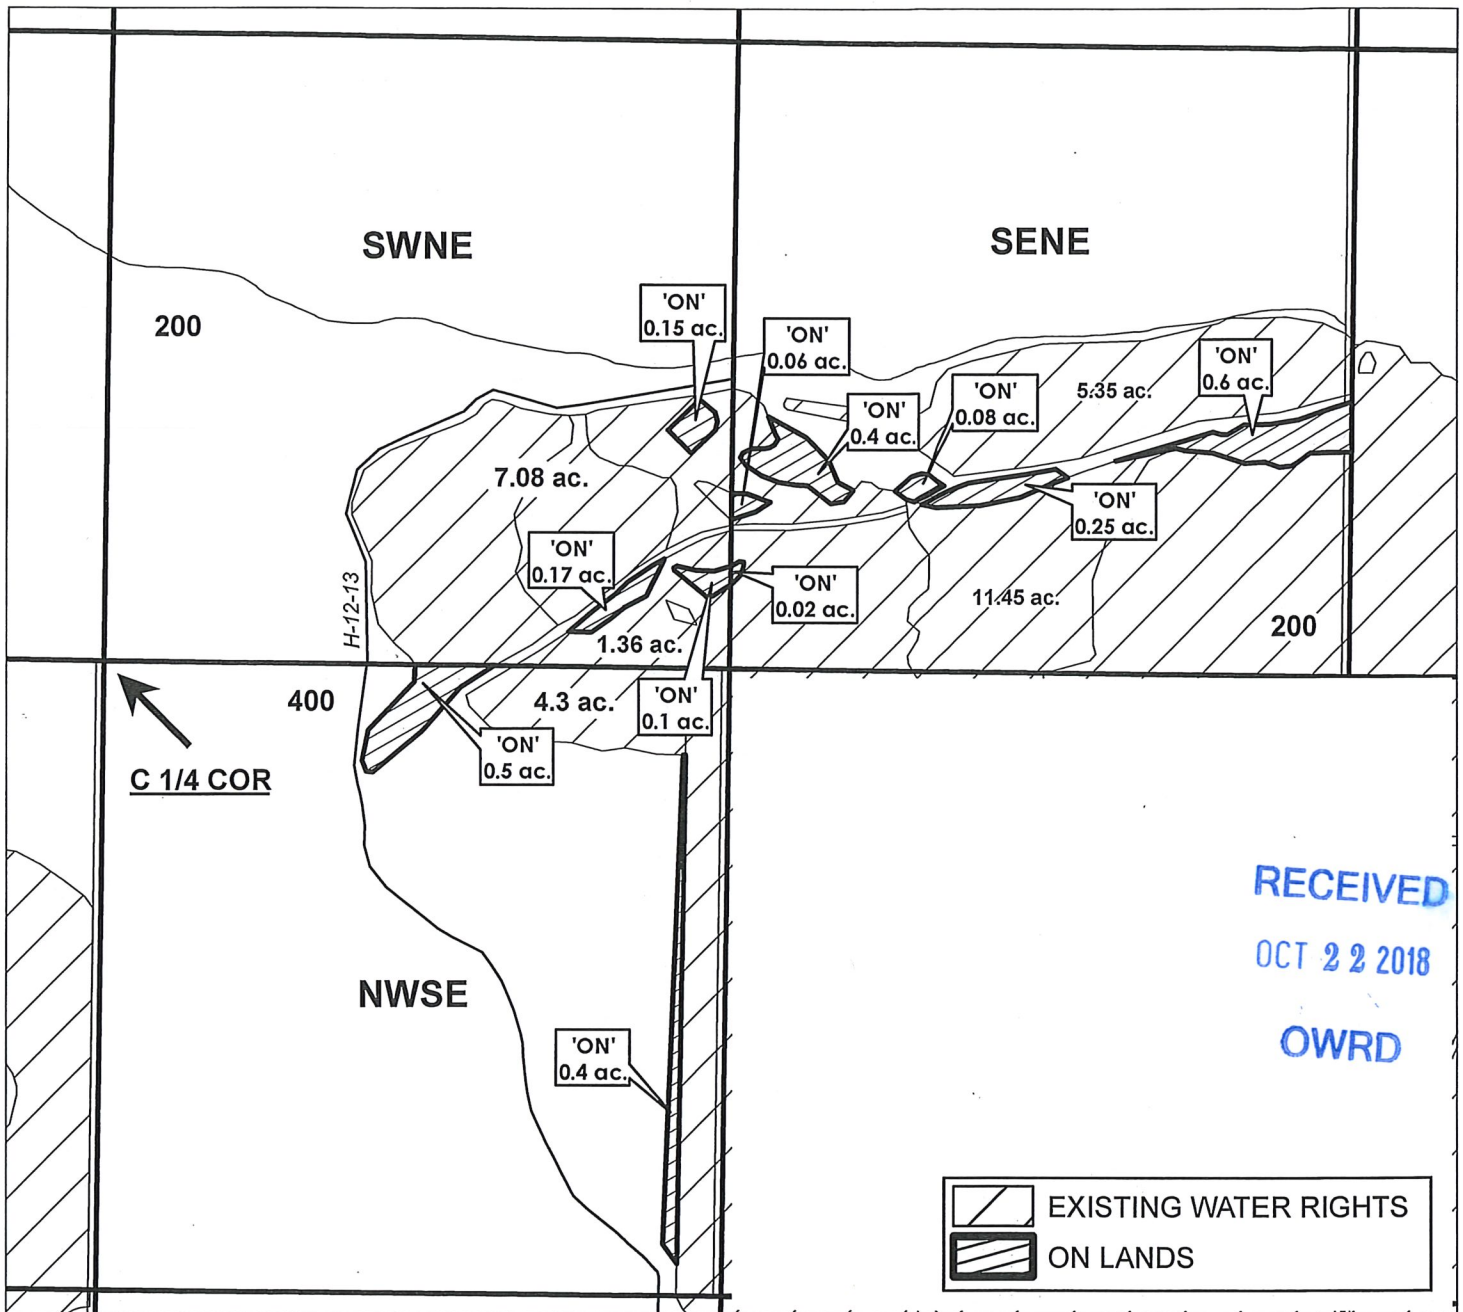 SWNE
SENE
200
'ON'
0.15 ac.
'ON'
0.06 ac.
'ON'
0.4 ac.
'ON'
0.08 ac.
5.35 ac.
'ON'
0.6 ac.
7.08 ac.
'ON'
0.25 ac.
'ON'
0.17 ac.
'ON'
0.02 ac.
11.45 ac.
H-12-13
1.36 ac.
200
400
4.3 ac.
'ON'
0.1 ac.
'ON'
0.5 ac.
C 1/4 COR
RECEIVED
OCT 22 2018
OWRD
NWSE
'ON'
0.4 ac.
EXISTING WATER RIGHTS
ON LANDS